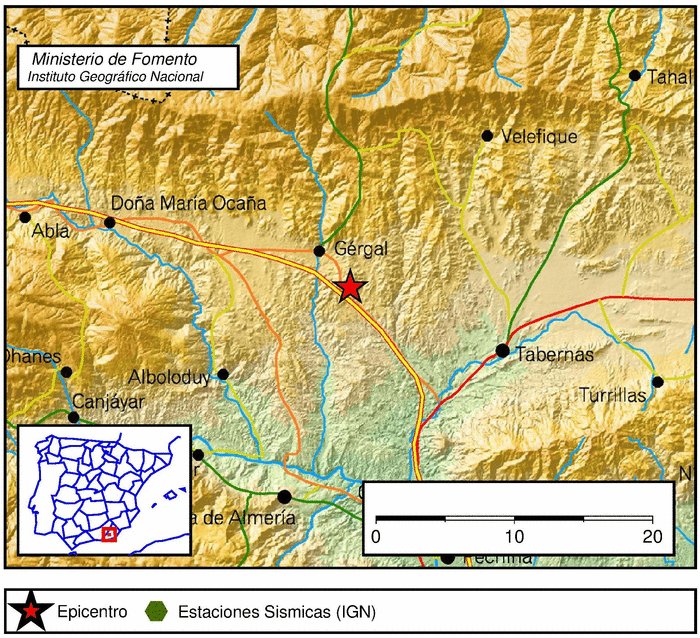 Ministerio de Fomento
Instituto Geográfico Nacional
Tahal
Velefique
Doña María Ocaña
Abla
Gérgal
Tabernas
Ohanes
Alboloduy
Turrillas
Canjáyar
a de Almería
N
0 10 20
Pechina
Epicentro Estaciones Sismicas (IGN)